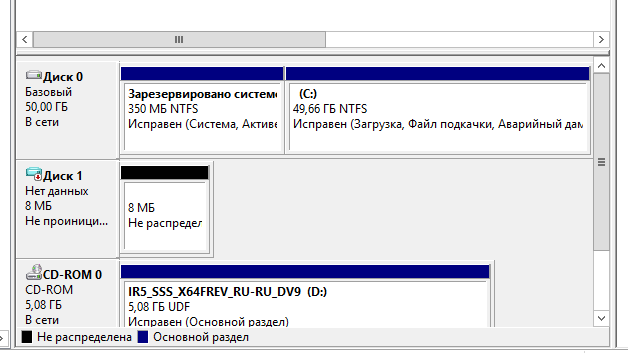 Диск 0
Базовый
50,00 ГБ
В сети
Зарезервировано системе
350 МБ NTFS
Исправен (Система, Активе
(C:)
49,66 ГБ NTFS
Исправен (Загрузка, Файл подкачки, Аварийный дам
Диск 1
Нет данных
8 МБ
Не проиници...
8 МБ
Не распредел
CD-ROM 0
CD-ROM
5,08 ГБ
В сети
IR5_SSS_X64FREV_RU-RU_DV9 (D:)
5,08 ГБ UDF
Исправен (Основной раздел)
Не распределена Основной раздел